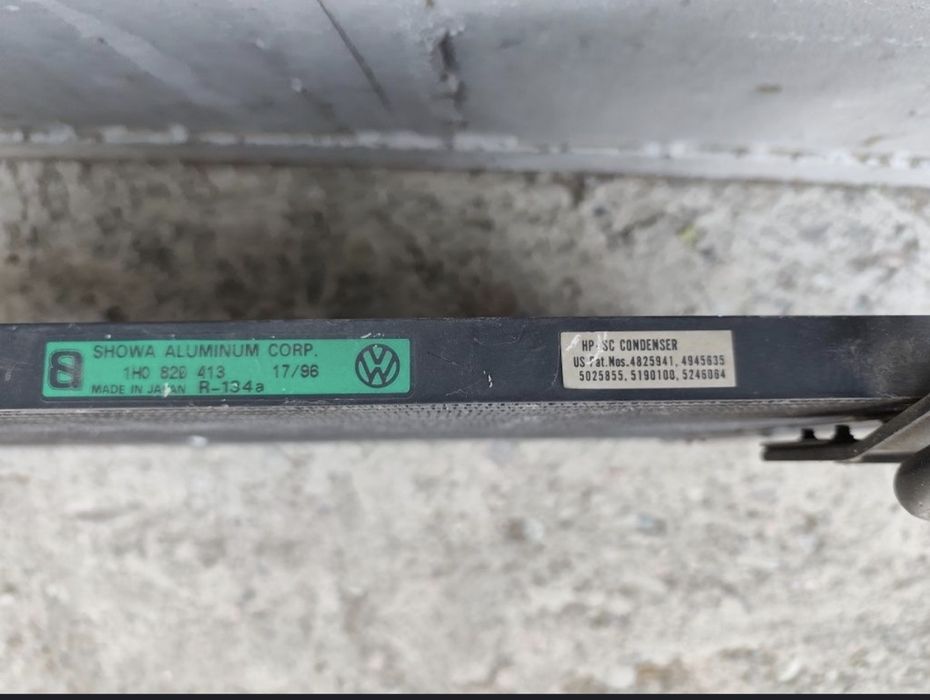 SHOWA ALUMINUM CORP.
1H0 820 413 17/96
MADE IN JAPAN R-134a
HP/SC CONDENSER
US Pat.Nos.4825941, 4945635
5025855, 5190100, 5246064